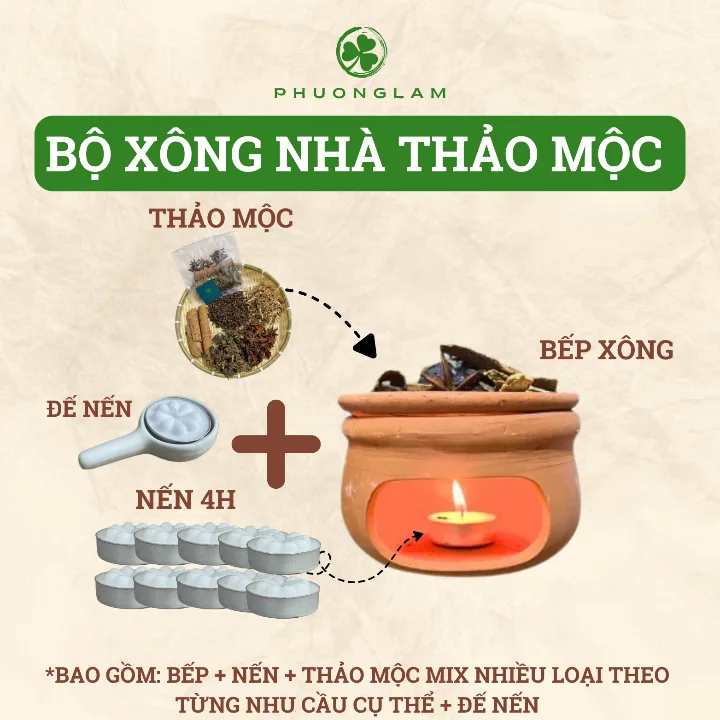 PHUONGLAM
BỘ XÔNG NHÀ THẢO MỘC
THẢO MỘC
BẾP XÔNG
ĐẾ NẾN
NẾN 4H
*BAO GỒM: BẾP + NẾN + THẢO MỘC MIX NHIỀU LOẠI THEO
TỪNG NHU CẦU CỤ THỂ + ĐẾ NẾN